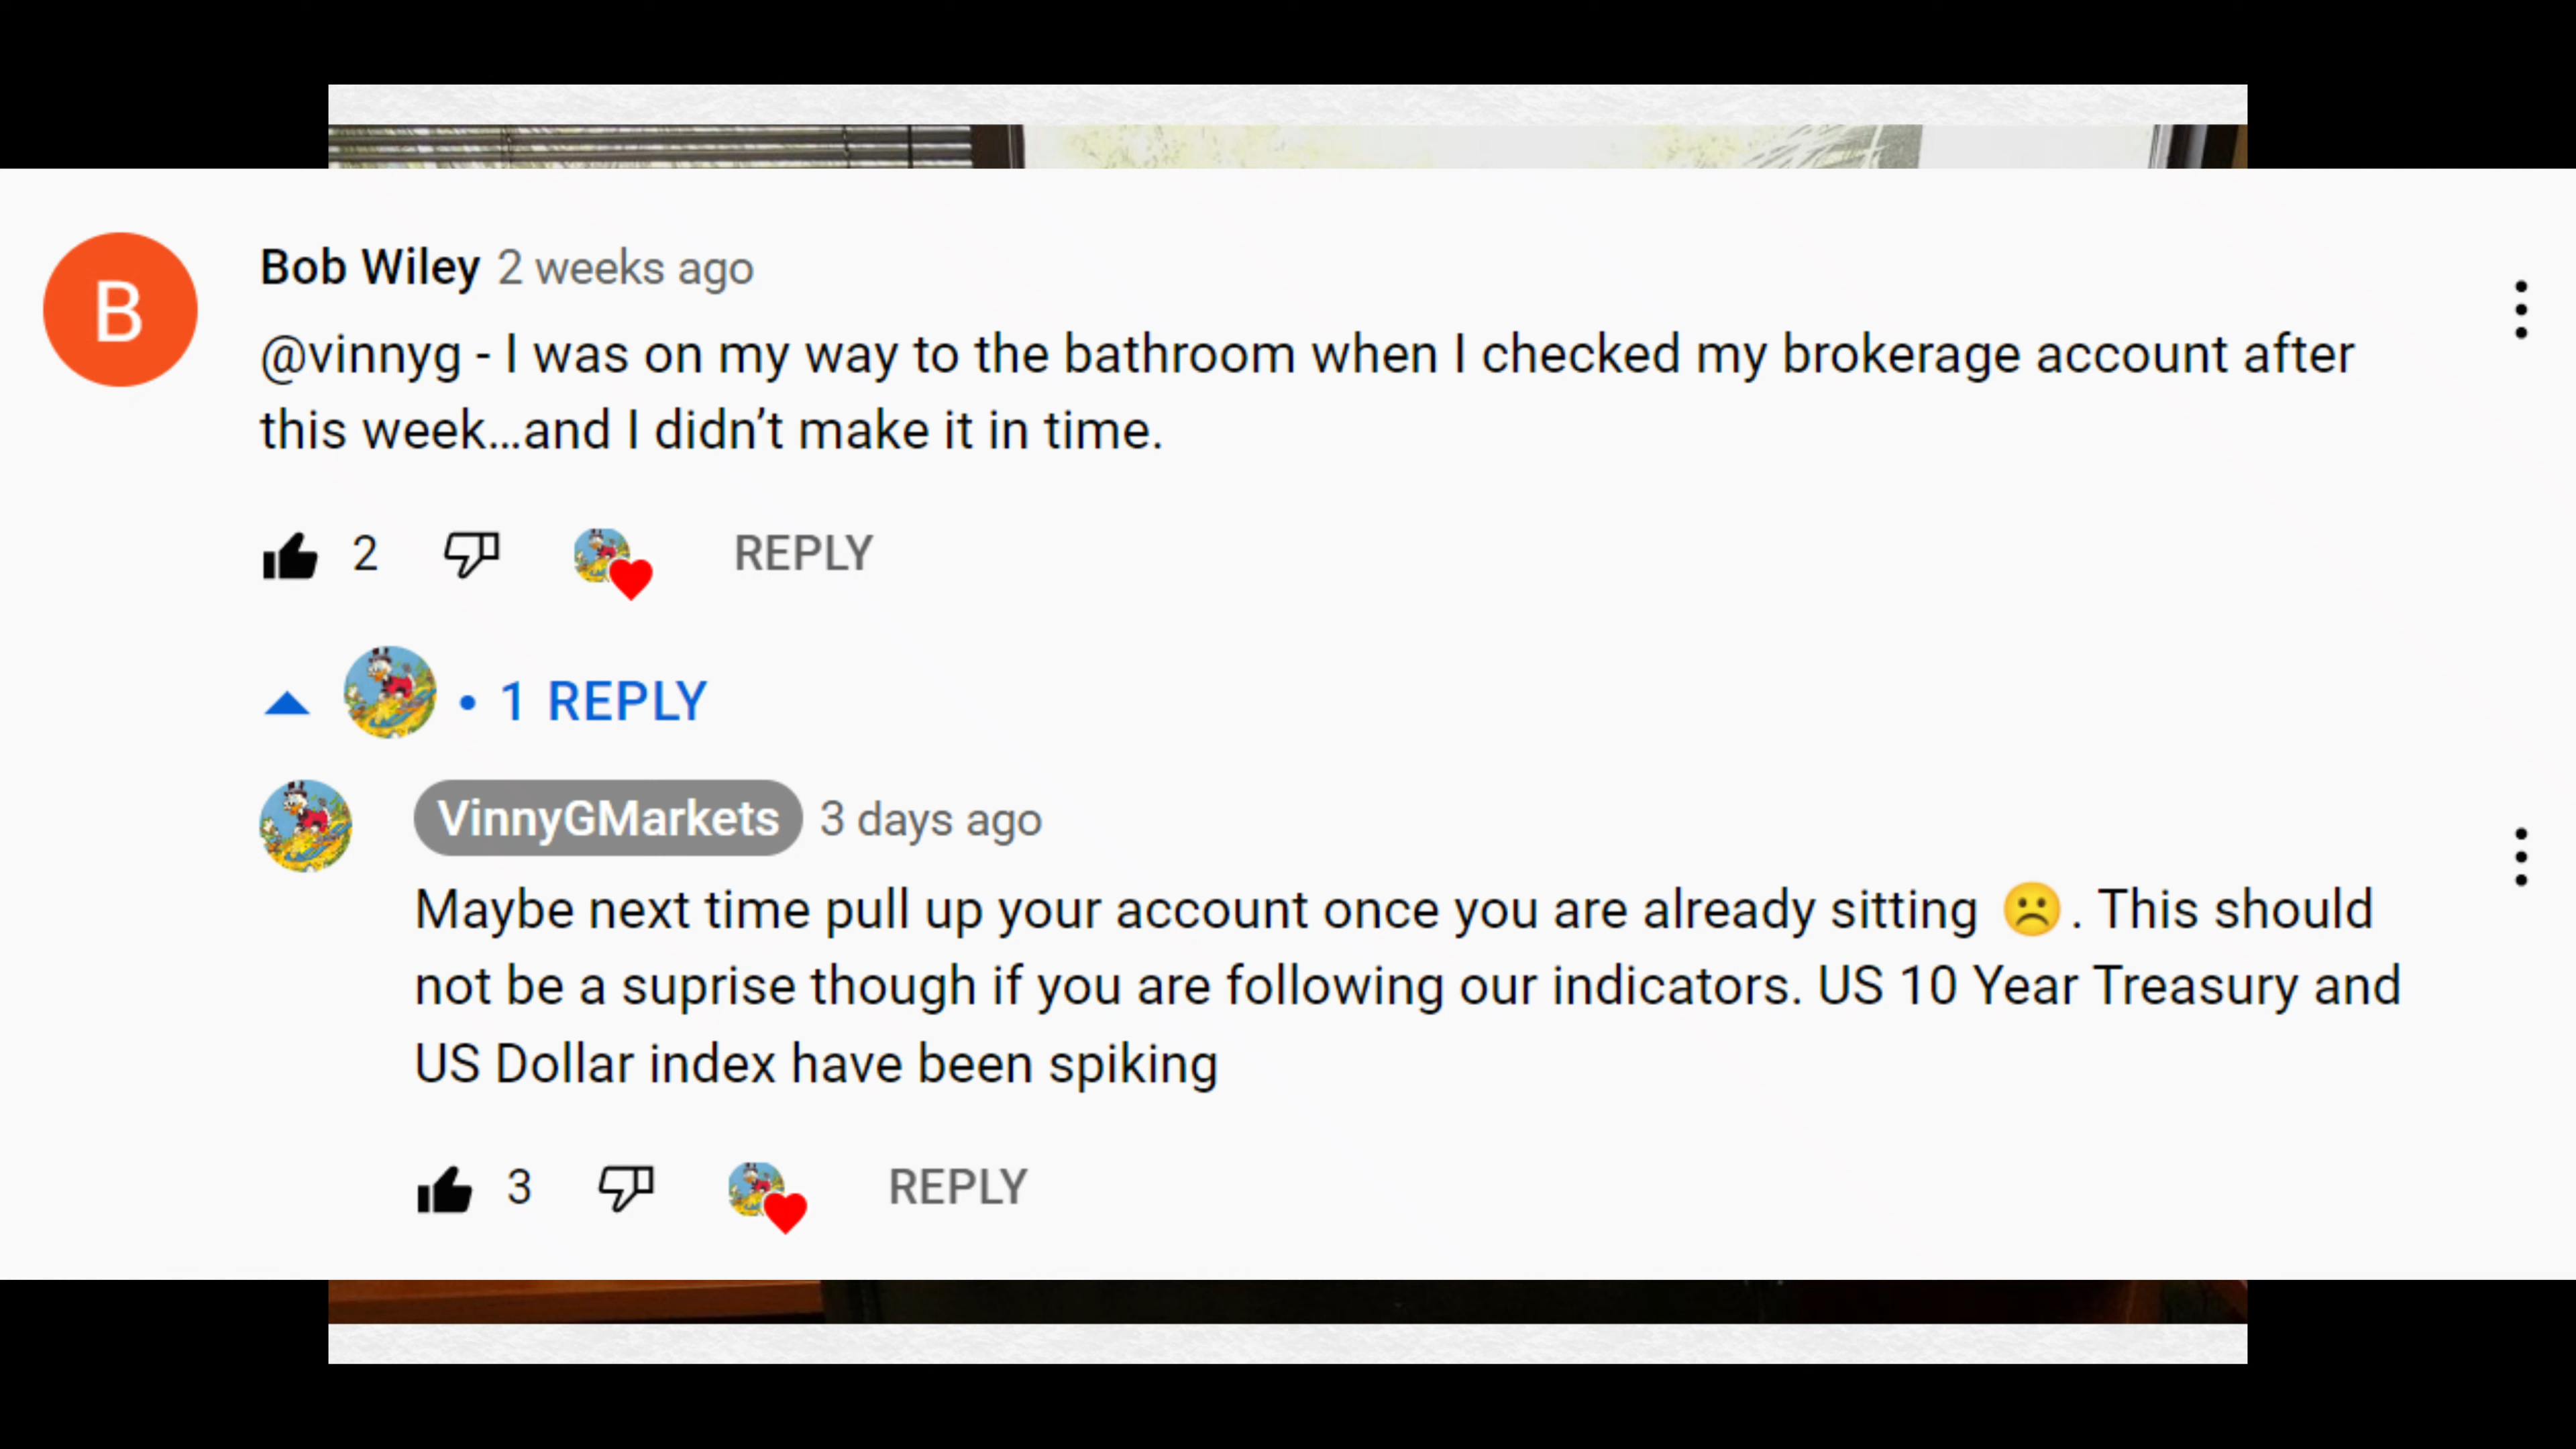 B
Bob Wiley 2 weeks ago
@vinnyg - I was on my way to the bathroom when I checked my brokerage account after
this week…and I didn’t make it in time.
2 REPLY
• 1 REPLY
VinnyGMarkets 3 days ago
Maybe next time pull up your account once you are already sitting ☹️. This should
not be a suprise though if you are following our indicators. US 10 Year Treasury and
US Dollar index have been spiking
3 REPLY